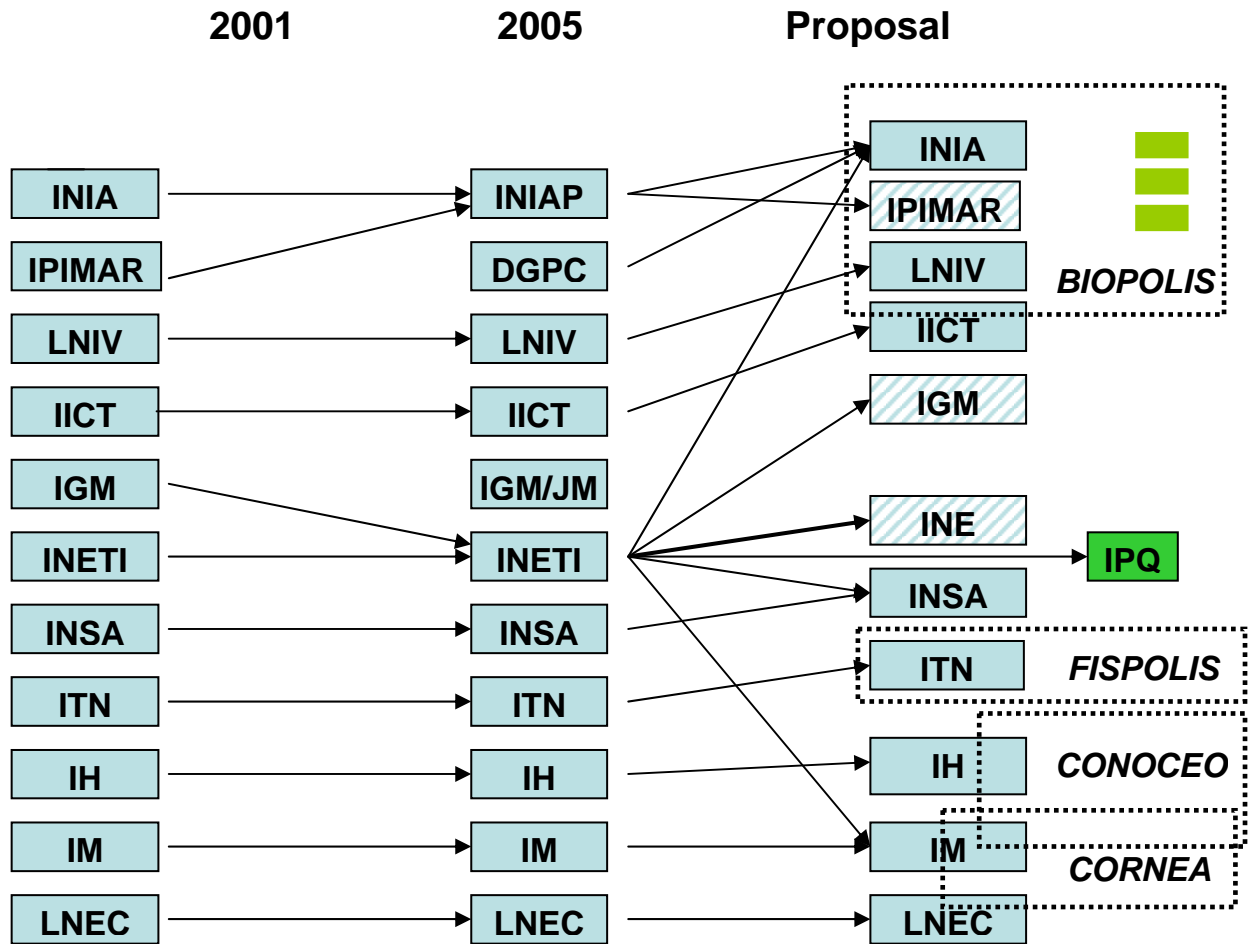 2001 2005 Proposal
INIA
IPIMAR
LNIV
IICT
IGM
INETI
INSA
ITN
IH
IM
LNEC
INIAP
DGPC
LNIV
IICT
IGM/JM
INETI
INSA
ITN
IH
IM
LNEC
INIA
IPIMAR
LNIV
BIOPOLIS
IICT
IGM
INE
IPQ
INSA
ITN
FISPOLIS
IH
CONOCEO
IM
CORNEA
LNEC